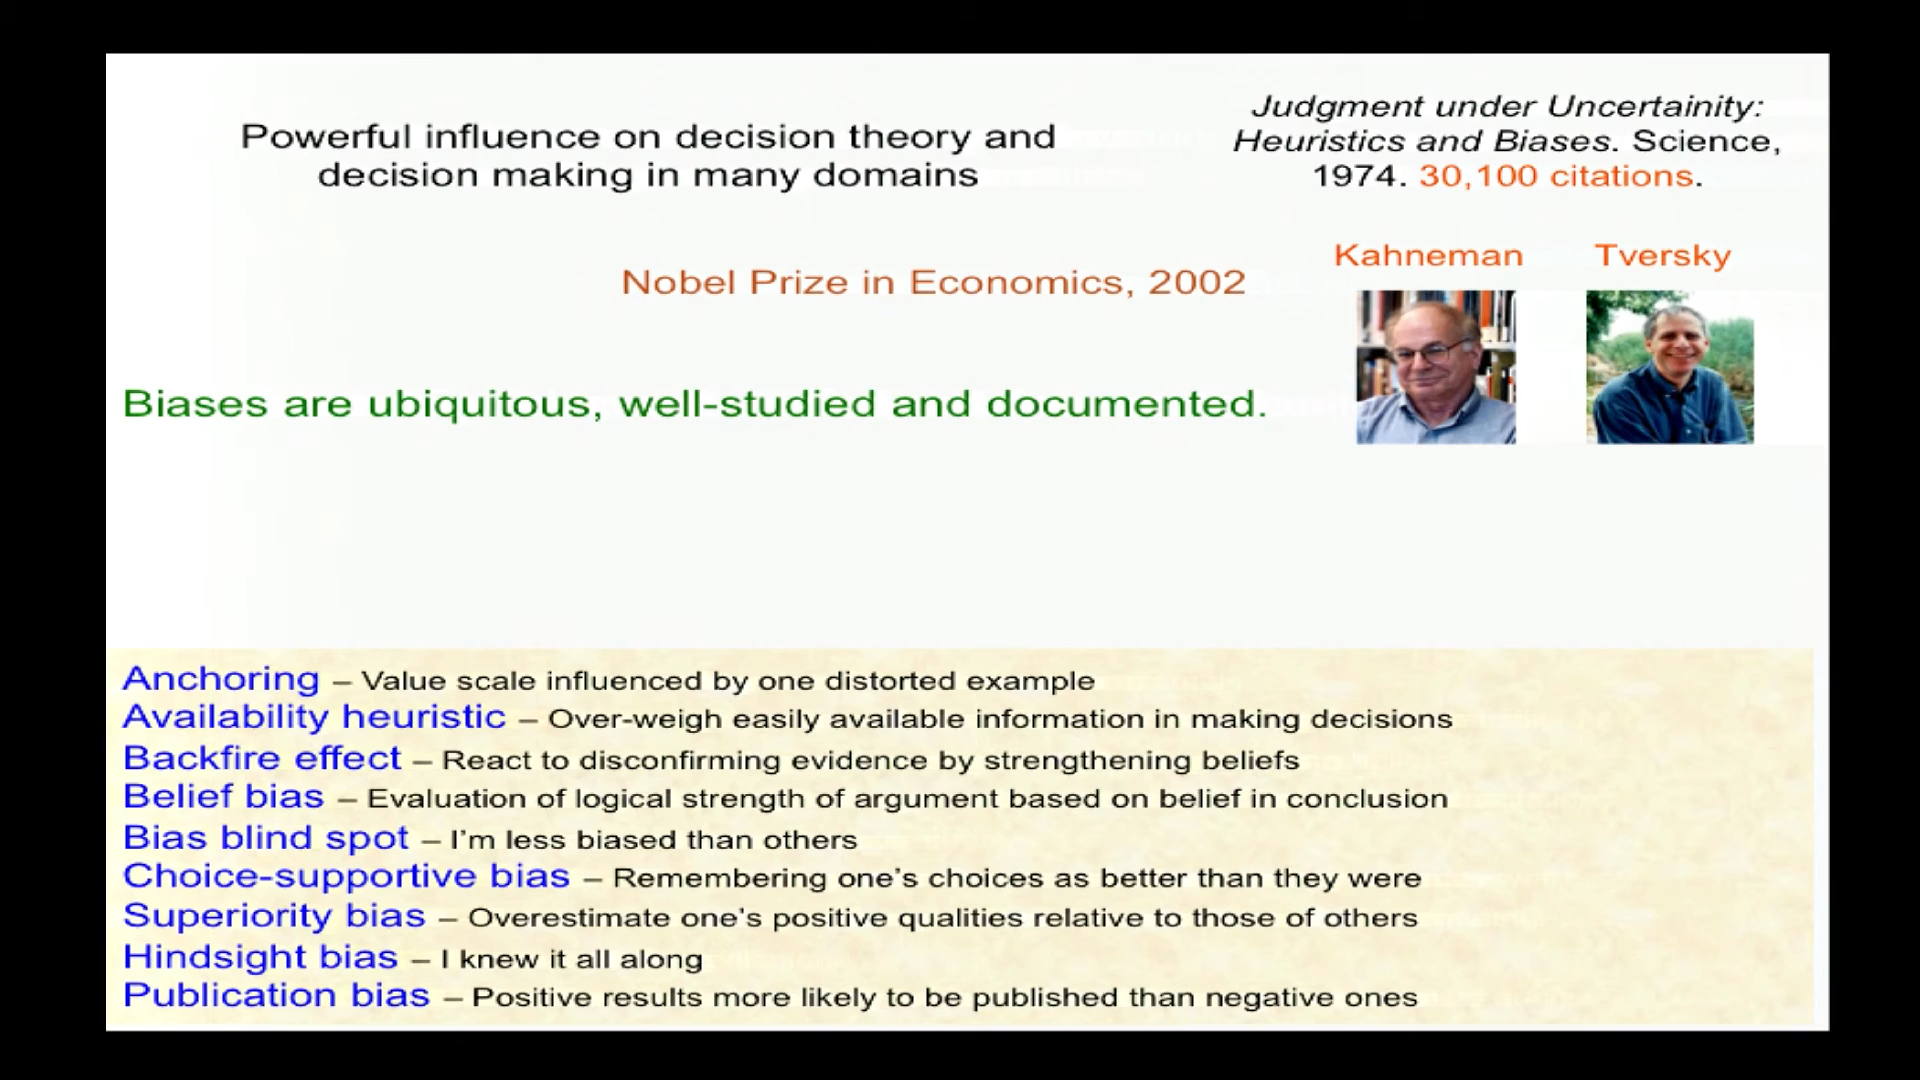 Powerful influence on decision theory and
decision making in many domains
Judgment under Uncertainity:
Heuristics and Biases. Science,
1974. 30,100 citations.
Kahneman Tversky
Nobel Prize in Economics, 2002
Biases are ubiquitous, well-studied and documented.
Anchoring – Value scale influenced by one distorted example
Availability heuristic – Over-weigh easily available information in making decisions
Backfire effect – React to disconfirming evidence by strengthening beliefs
Belief bias – Evaluation of logical strength of argument based on belief in conclusion
Bias blind spot – I’m less biased than others
Choice-supportive bias – Remembering one’s choices as better than they were
Superiority bias – Overestimate one’s positive qualities relative to those of others
Hindsight bias – I knew it all along
Publication bias – Positive results more likely to be published than negative ones